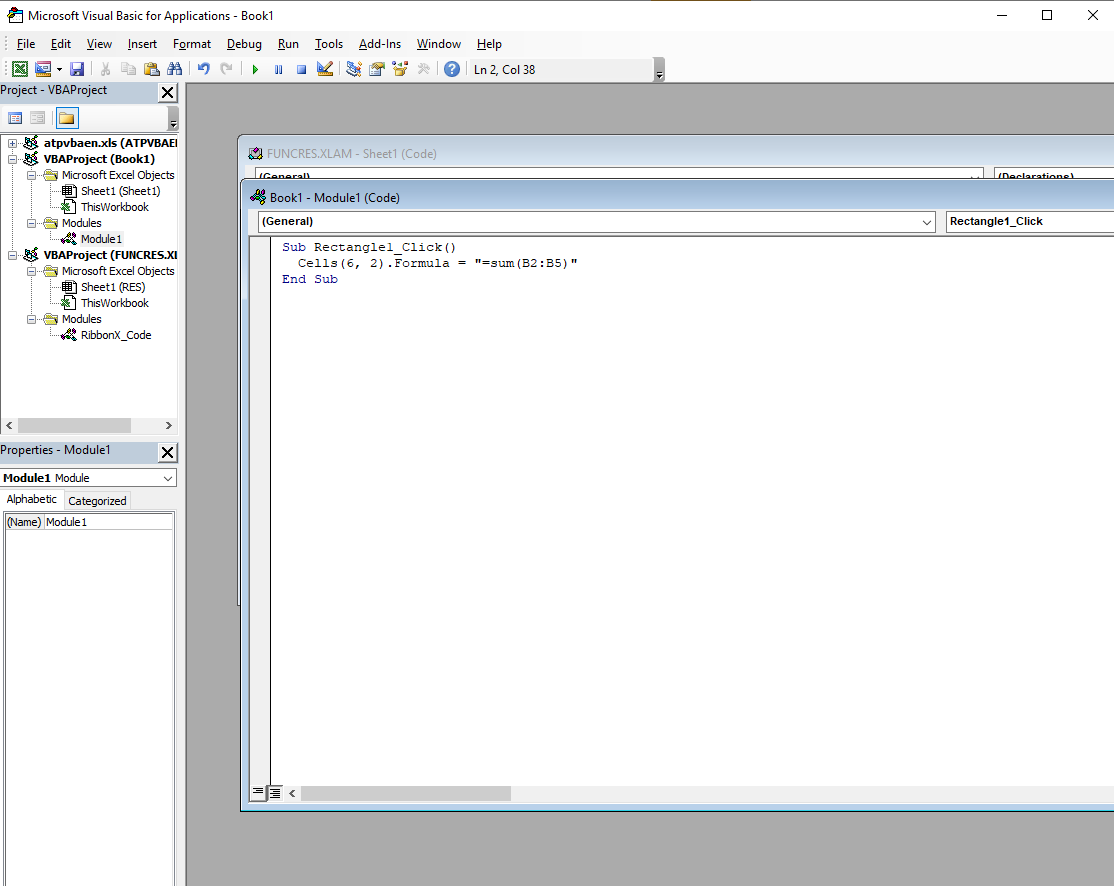 Microsoft Visual Basic for Applications - Book1
File Edit View Insert Format Debug Run Tools Add-Ins Window Help
Ln 2, Col 38
Project - VBAProject
atpvbaen.xls (ATPVBAEI
VBAProject (Book1)
Microsoft Excel Objects
Sheet1 (Sheet1)
ThisWorkbook
Modules
Module1
VBAProject (FUNCRES.XL
Microsoft Excel Objects
Sheet1 (RES)
ThisWorkbook
Modules
RibbonX_Code
Properties - Module1
Module1 Module
Alphabetic Categorized
(Name) Module1
FUNCRES.XLAM - Sheet1 (Code)
(General) (Declarations)
Book1 - Module1 (Code)
(General) Rectangle1_Click
Sub Rectangle1_Click()
Cells(6, 2).Formula = "=sum(B2:B5)"
End Sub